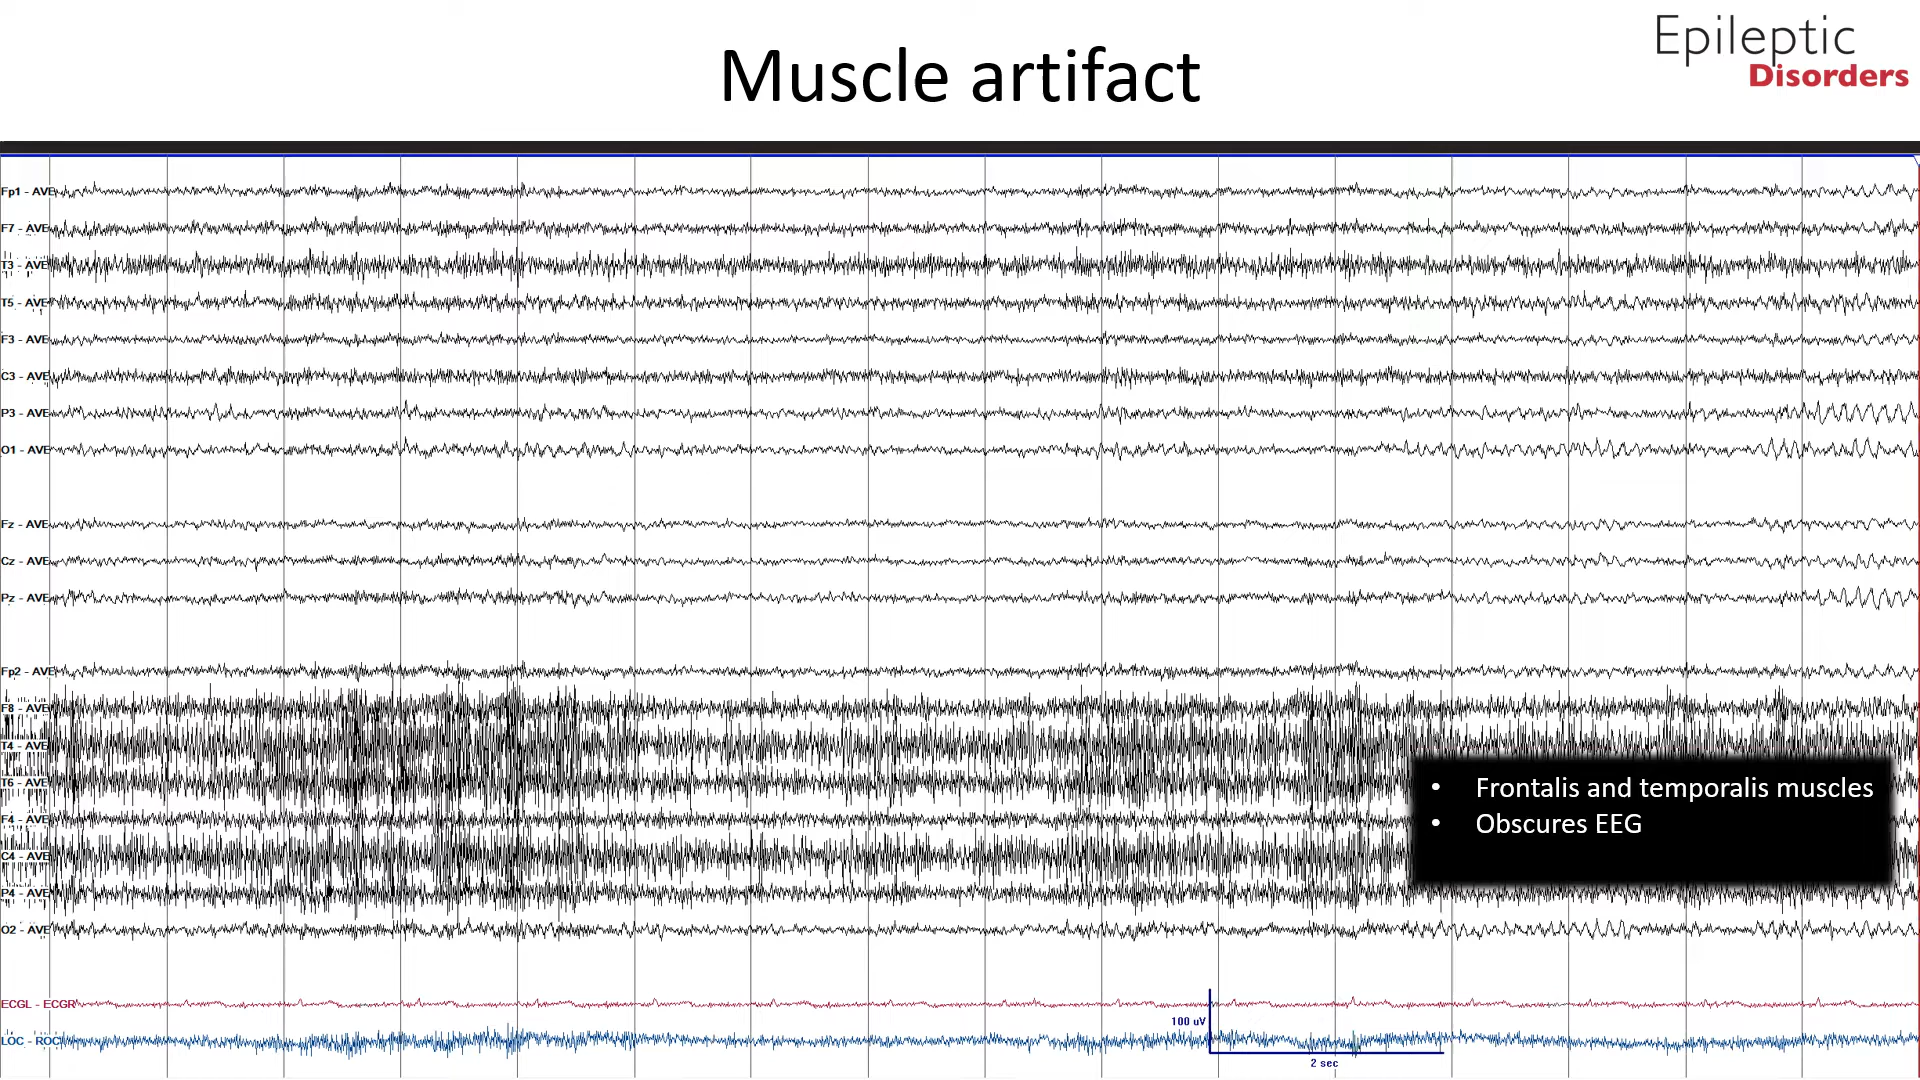 Muscle artifact
Epileptic
Disorders
Fp1 - AVE
F7 - AVE
T3 - AVE
T5 - AVE
F3 - AVE
C3 - AVE
P3 - AVE
O1 - AVE
Fz - AVE
Cz - AVE
Pz - AVE
Fp2 - AVE
F8 - AVE
T4 - AVE
T6 - AVE
F4 - AVE
C4 - AVE
P4 - AVE
O2 - AVE
• Frontalis and temporalis muscles
• Obscures EEG
ECGL - ECGR
LOC - ROC
100 uV
2 sec